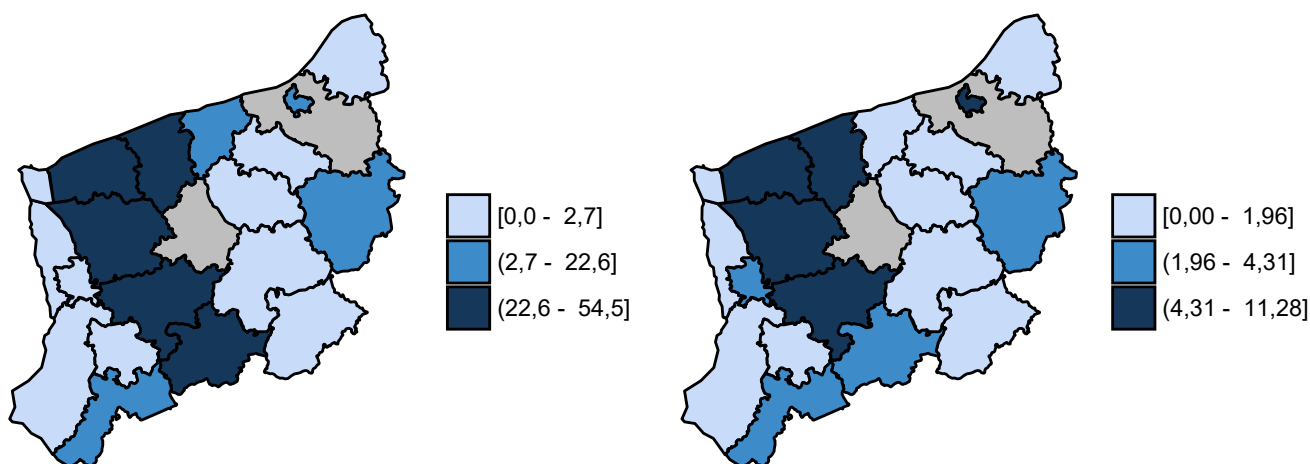 [0,0 - 2,7]
(2,7 - 22,6]
(22,6 - 54,5]
[0,00 - 1,96]
(1,96 - 4,31]
(4,31 - 11,28]